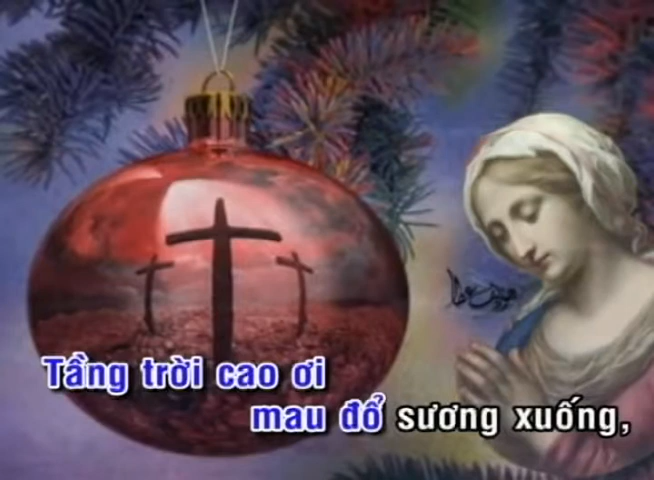 Tầng trời cao ơi
mau đổ sương xuống,